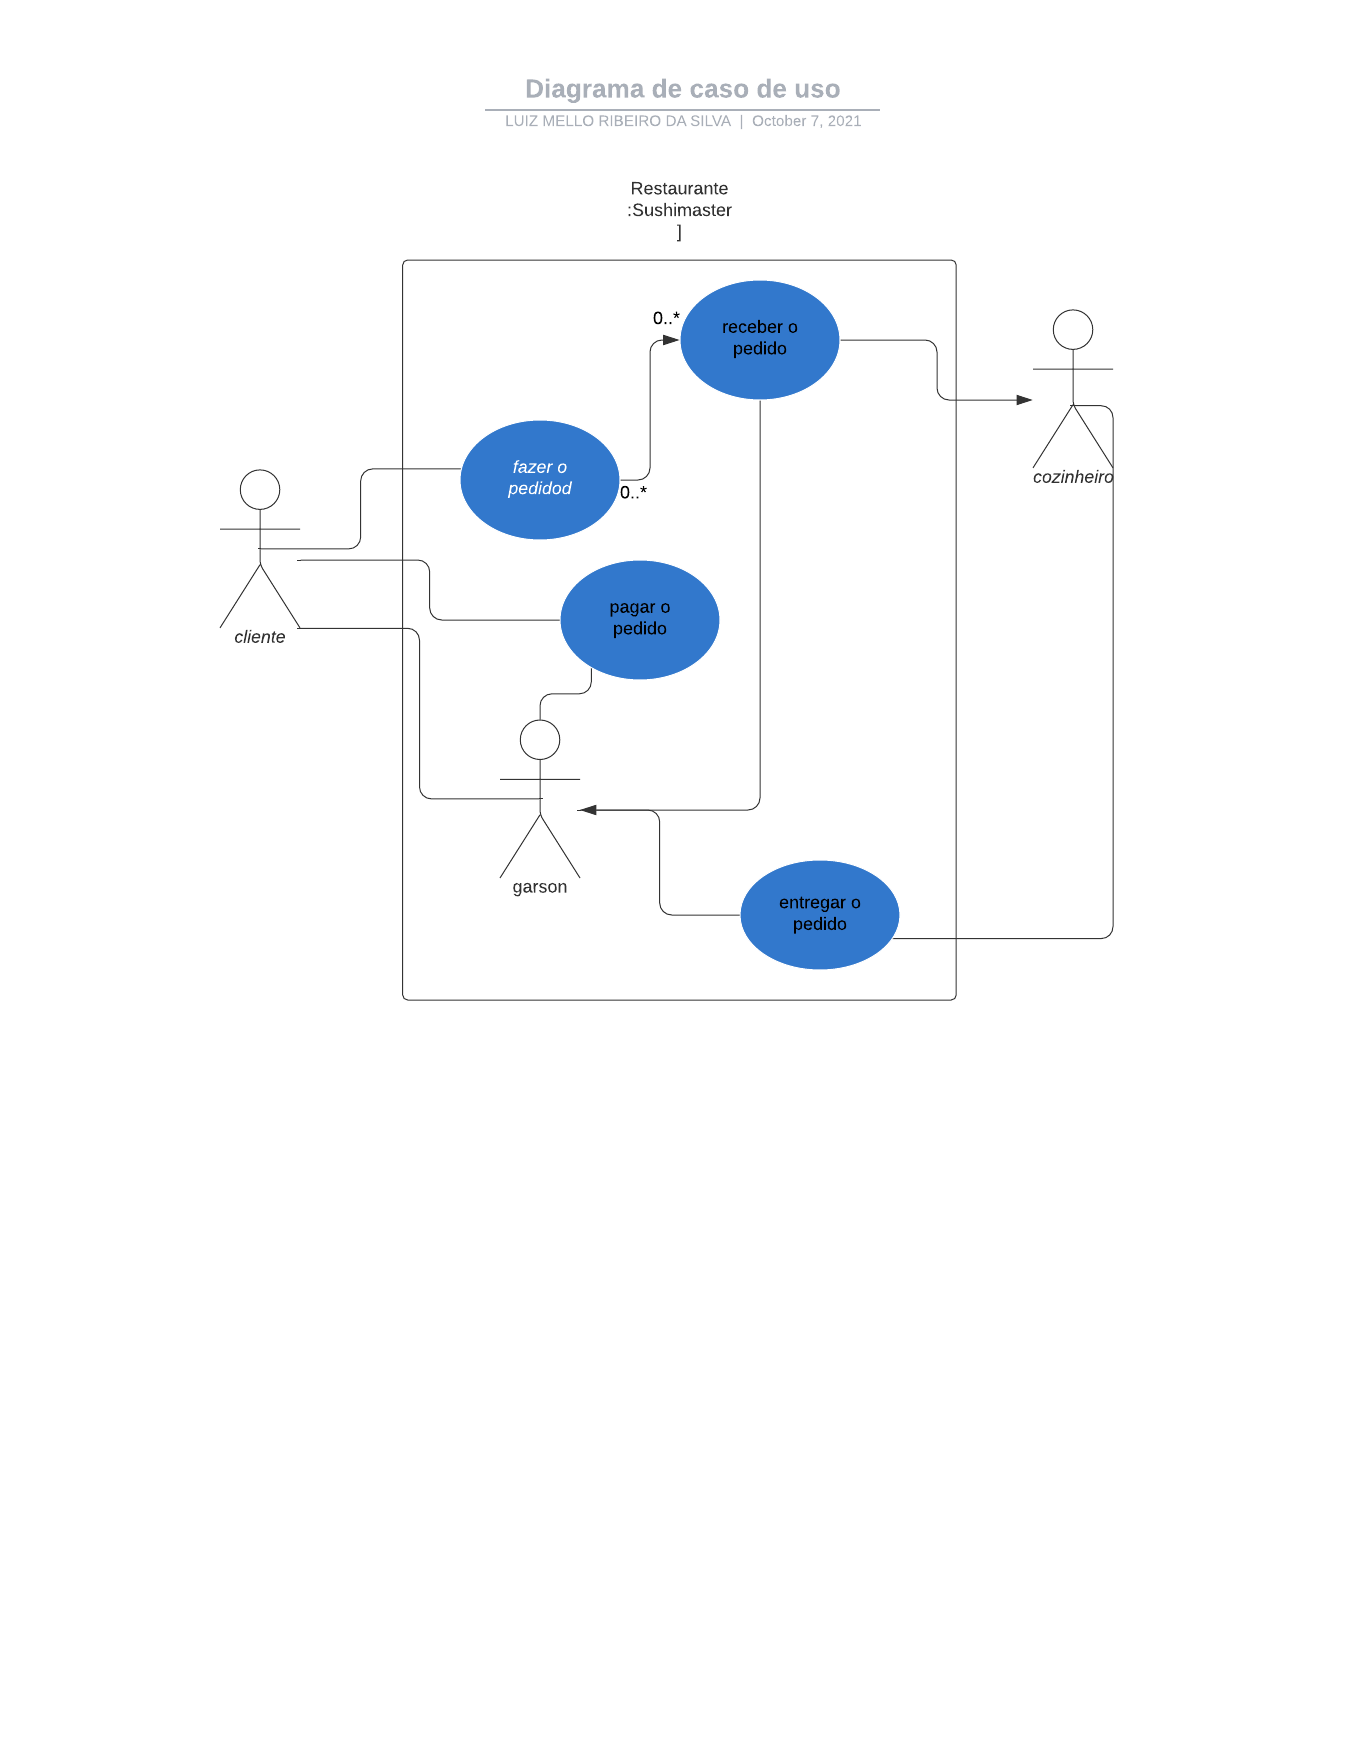 Diagrama de caso de uso
LUIZ MELLO RIBEIRO DA SILVA | October 7, 2021
Restaurante
:Sushimaster
]
0..*
receber o
pedido
fazer o
pedidod
0..*
cozinheiro
cliente
pagar o
pedido
garson
entregar o
pedido